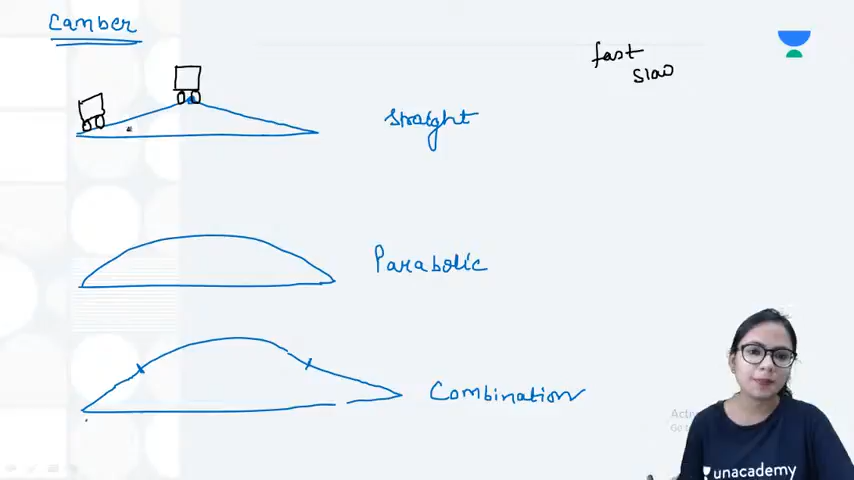 Camber
fast
slow
Straight
Parabolic
Combination
unacademy